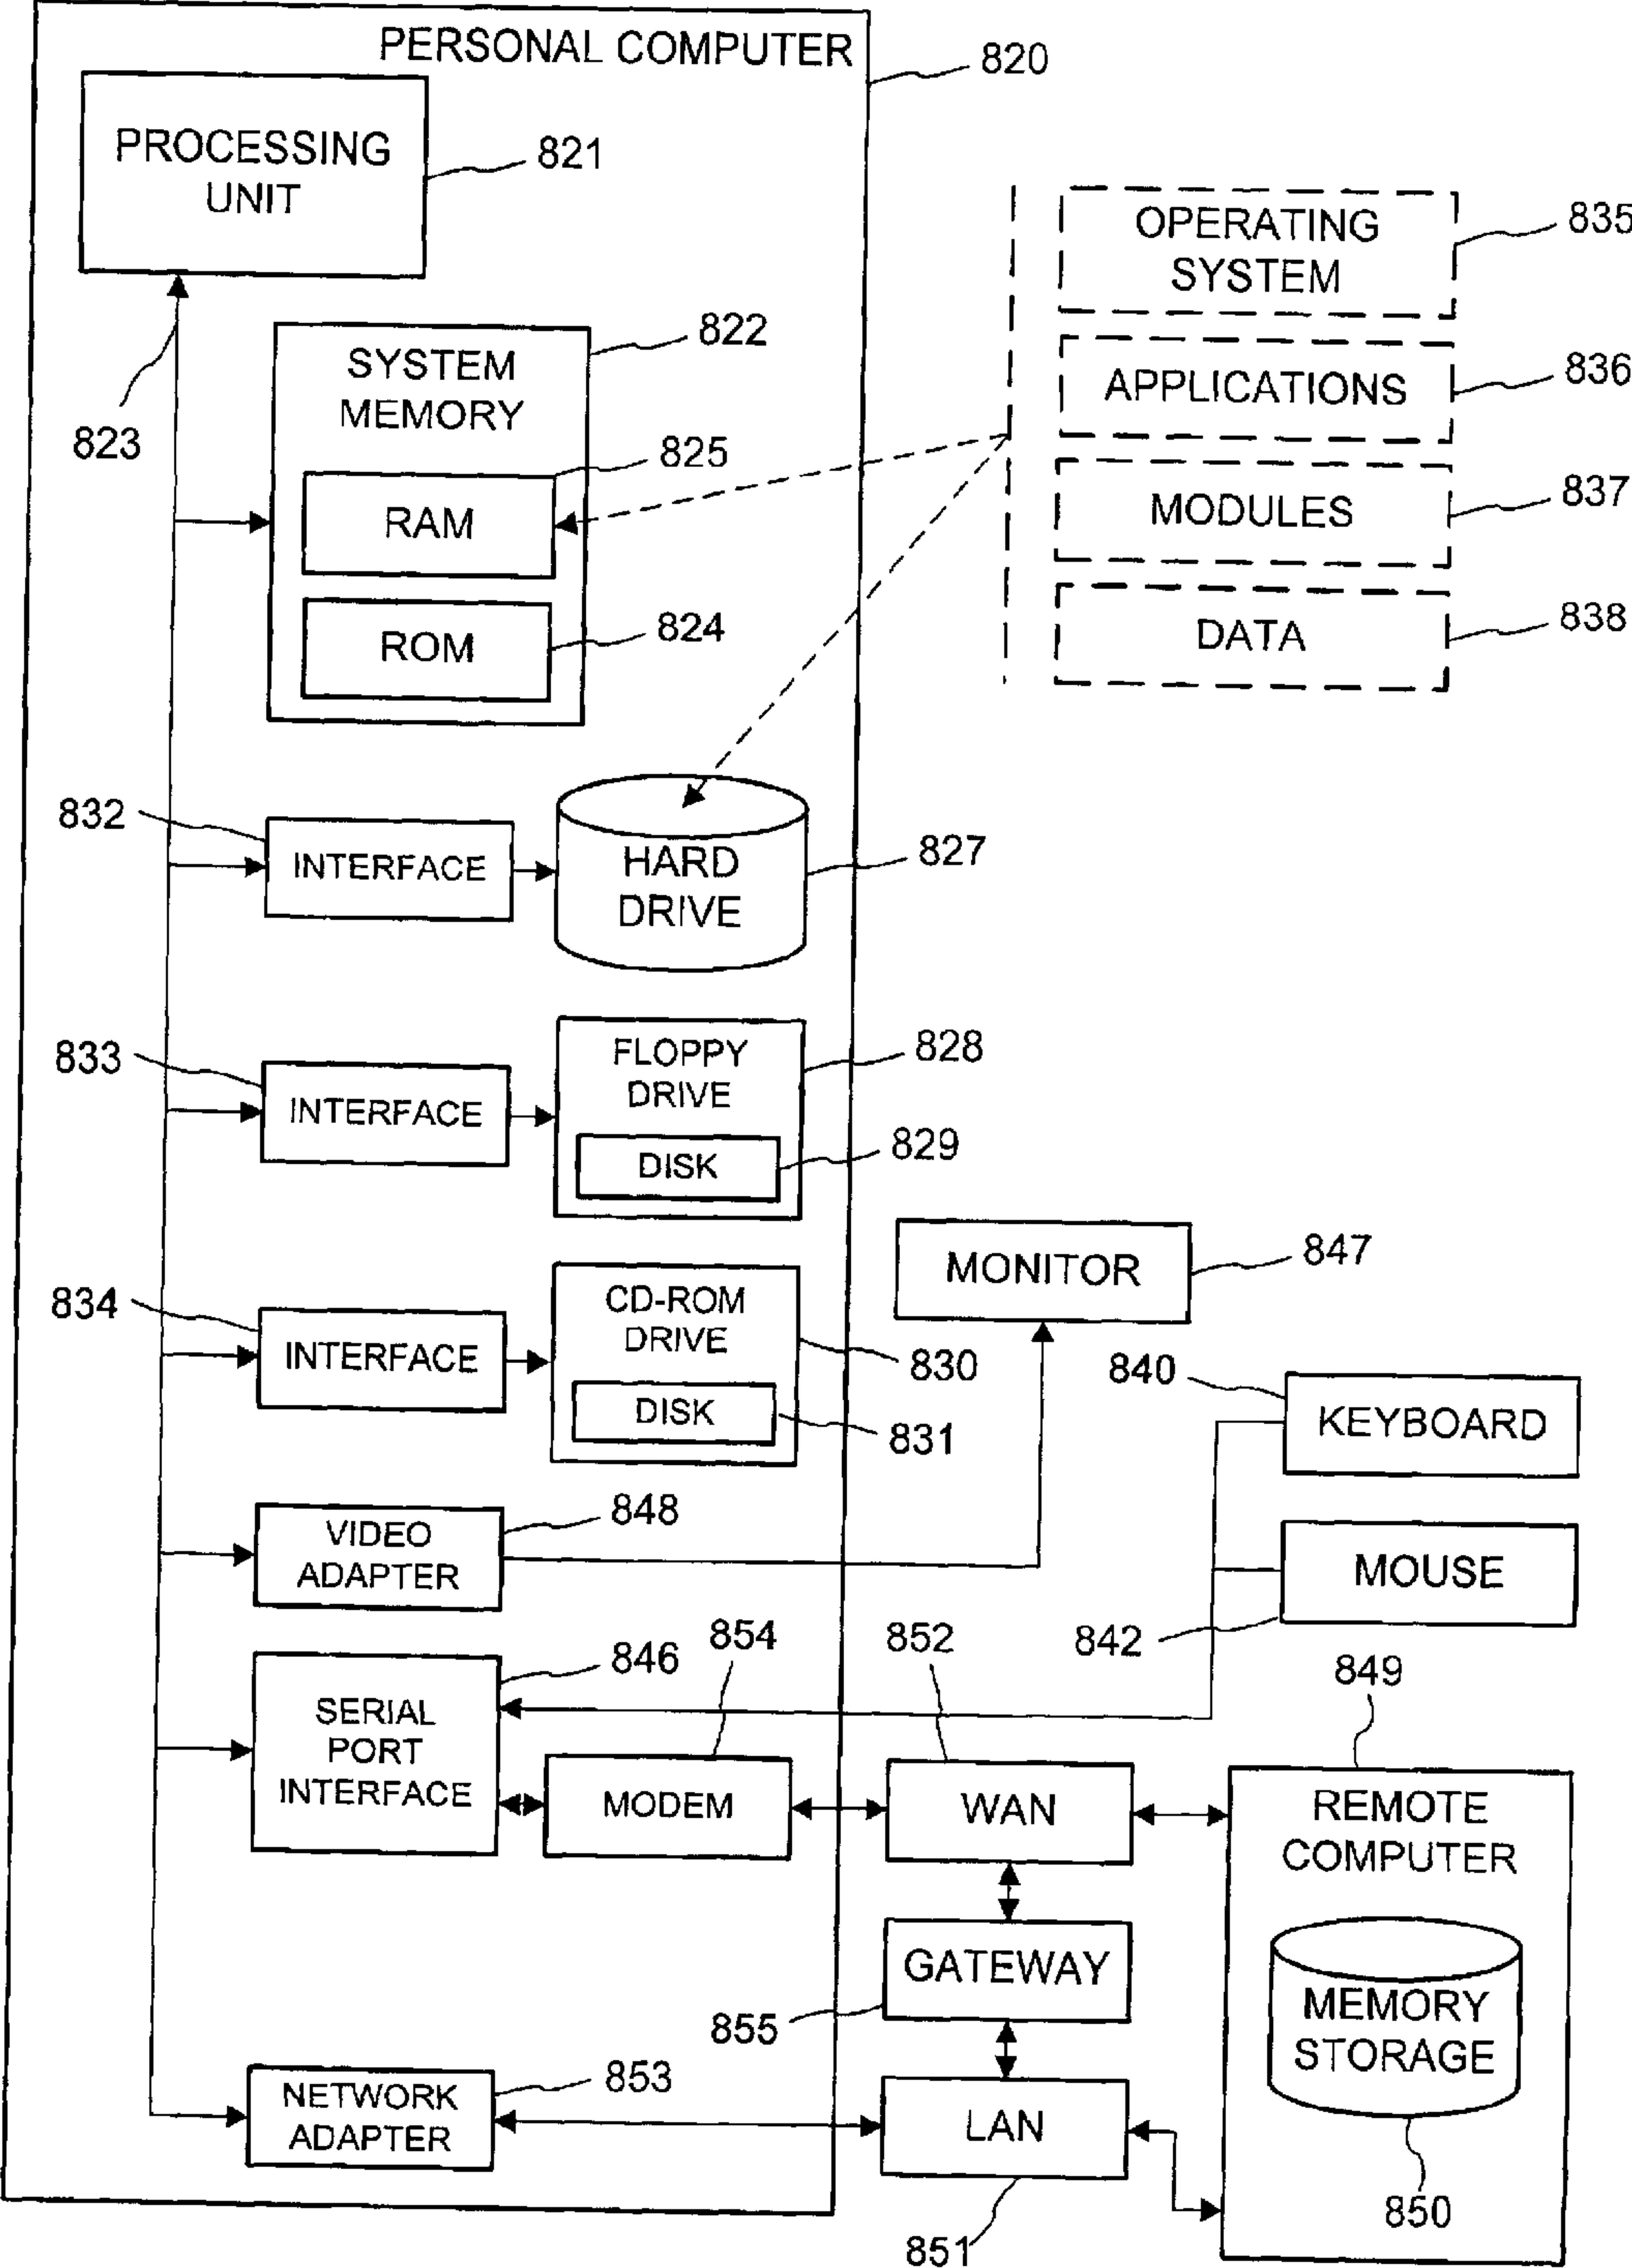 PERSONAL COMPUTER
820
PROCESSING
UNIT
821
823
SYSTEM
MEMORY
822
RAM
825
ROM
824
OPERATING
SYSTEM
835
APPLICATIONS
836
MODULES
837
DATA
838
832
INTERFACE
HARD
DRIVE
827
833
INTERFACE
FLOPPY
DRIVE
828
DISK
829
834
INTERFACE
CD-ROM
DRIVE
830
DISK
831
MONITOR
847
840
KEYBOARD
MOUSE
842
VIDEO
ADAPTER
848
846
SERIAL
PORT
INTERFACE
854
MODEM
852
WAN
849
REMOTE
COMPUTER
GATEWAY
855
MEMORY
STORAGE
850
NETWORK
ADAPTER
853
LAN
851